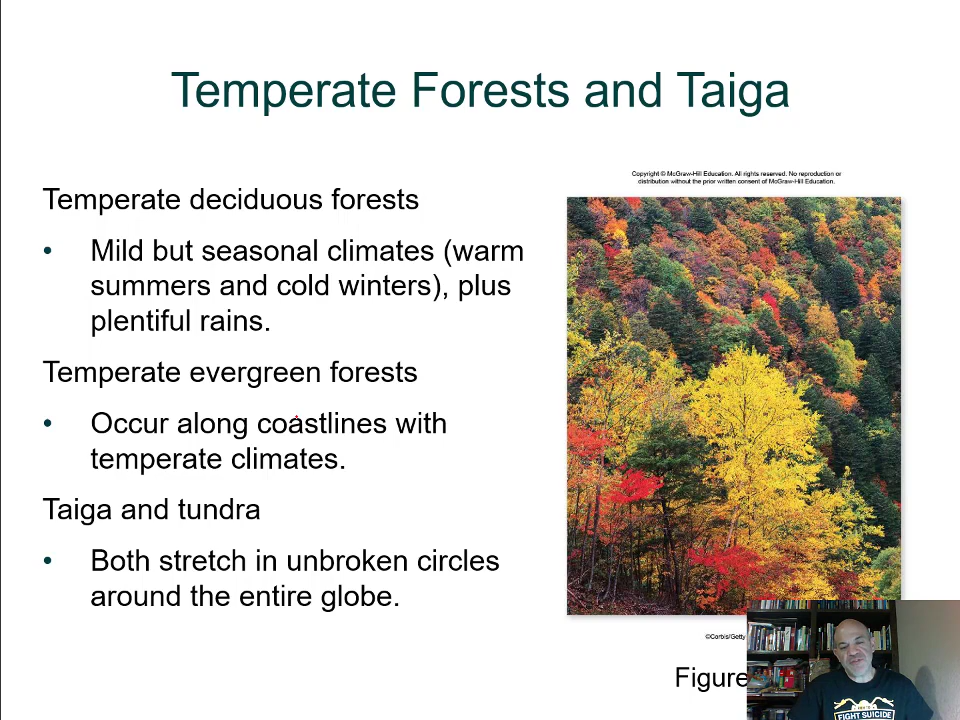 Temperate Forests and Taiga
Copyright © McGraw-Hill Education. All rights reserved. No reproduction or
distribution without the prior written consent of McGraw-Hill Education.
Temperate deciduous forests
• Mild but seasonal climates (warm
summers and cold winters), plus
plentiful rains.
Temperate evergreen forests
• Occur along coastlines with
temperate climates.
Taiga and tundra
• Both stretch in unbroken circles
around the entire globe.
©Corbis/Getty
Figure
FIGHT SUICIDE